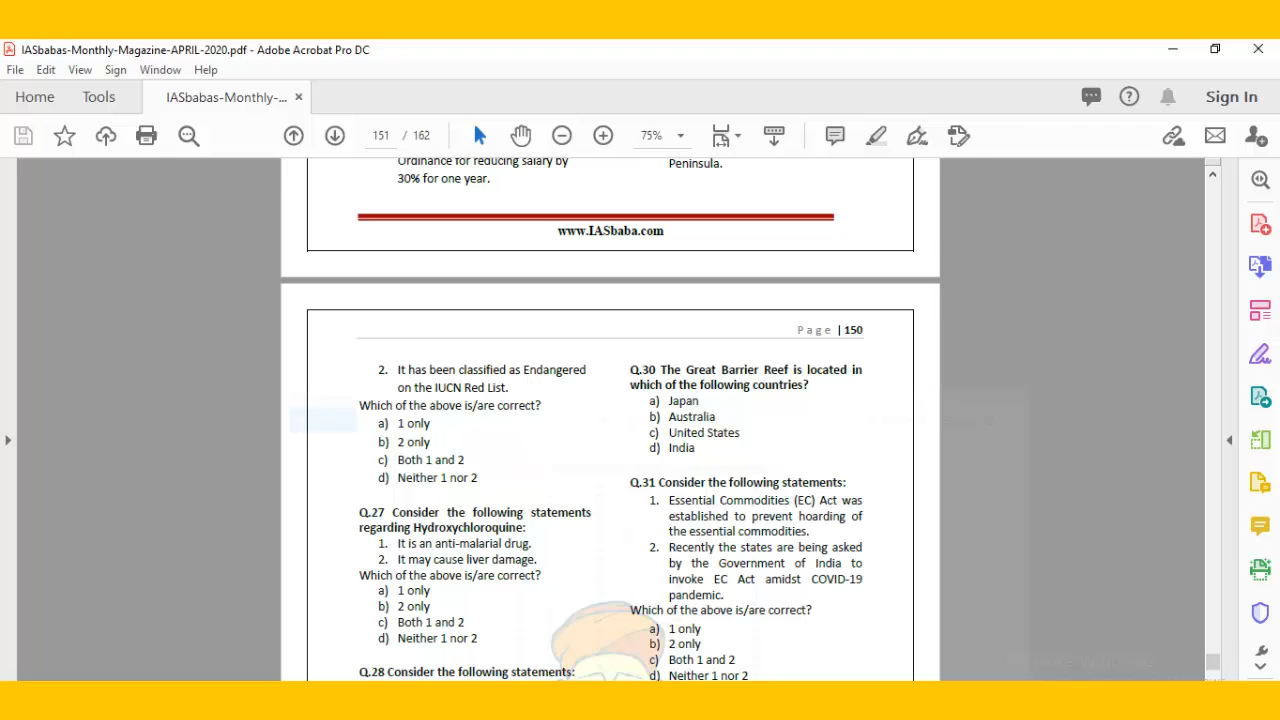 IASbabas-Monthly-Magazine-APRIL-2020.pdf - Adobe Acrobat Pro DC
File Edit View Sign Window Help
Home Tools IASbabas-Monthly-... ×
Sign In
151 / 162
75%
Ordinance for reducing salary by
30% for one year.
Peninsula.
www.IASbaba.com
Page | 150
2. It has been classified as Endangered
on the IUCN Red List.
Which of the above is/are correct?
a) 1 only
b) 2 only
c) Both 1 and 2
d) Neither 1 nor 2
Q.27 Consider the following statements
regarding Hydroxychloroquine:
1. It is an anti-malarial drug.
2. It may cause liver damage.
Which of the above is/are correct?
a) 1 only
b) 2 only
c) Both 1 and 2
d) Neither 1 nor 2
Q.28 Consider the following statements:
Q.30 The Great Barrier Reef is located in
which of the following countries?
a) Japan
b) Australia
c) United States
d) India
Q.31 Consider the following statements:
1. Essential Commodities (EC) Act was
established to prevent hoarding of
the essential commodities.
2. Recently the states are being asked
by the Government of India to
invoke EC Act amidst COVID-19
pandemic.
Which of the above is/are correct?
a) 1 only
b) 2 only
c) Both 1 and 2
d) Neither 1 nor 2